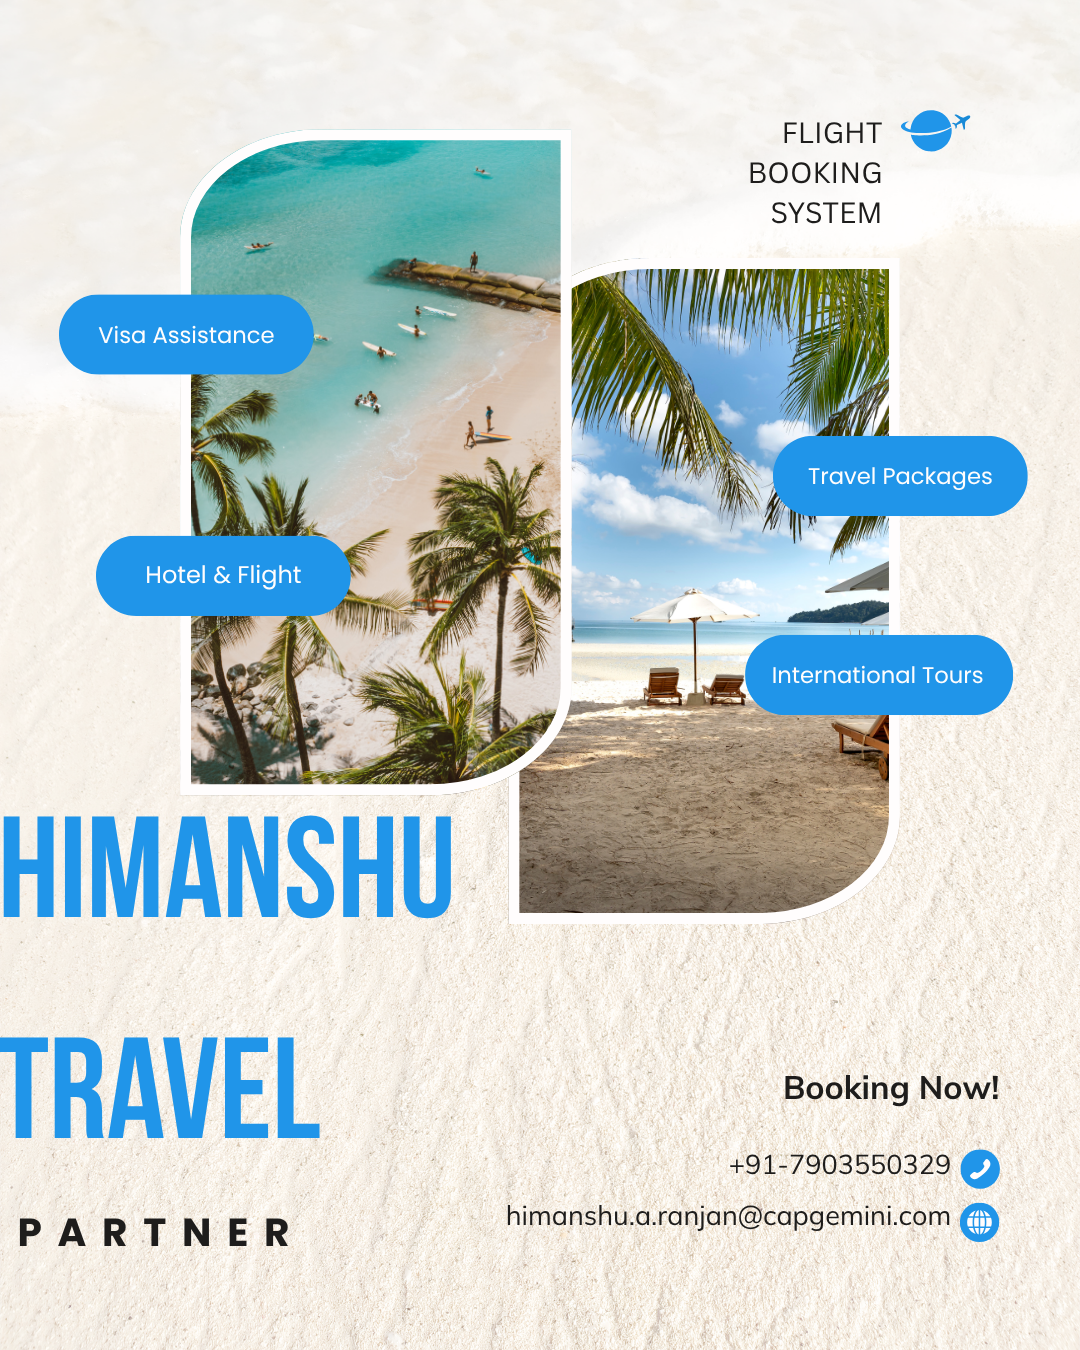 FLIGHT
BOOKING
SYSTEM
Visa Assistance
Travel Packages
Hotel & Flight
International Tours
HIMANSHU
TRAVEL
PARTNER
Booking Now!
+91-7903550329
himanshu.a.ranjan@capgemini.com